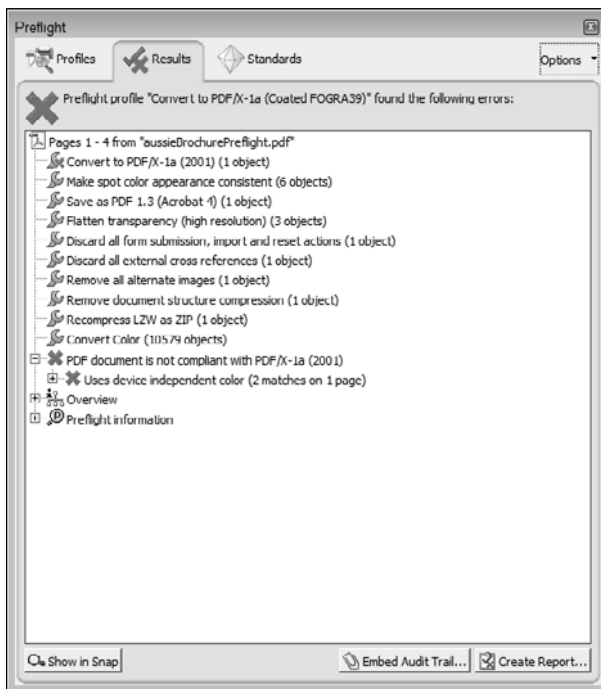 Preflight
Profiles Results Standards Options
Preflight profile "Convert to PDF/X-1a (Coated FOGRA39)" found the following errors:
Pages 1 - 4 from "aussieBrochurePreflight.pdf"
Convert to PDF/X-1a (2001) (1 object)
Make spot color appearance consistent (6 objects)
Save as PDF 1.3 (Acrobat 4) (1 object)
Flatten transparency (high resolution) (3 objects)
Discard all form submission, import and reset actions (1 object)
Discard all external cross references (1 object)
Remove all alternate images (1 object)
Remove document structure compression (1 object)
Recompress LZW as ZIP (1 object)
Convert Color (10579 objects)
PDF document is not compliant with PDF/X-1a (2001)
Uses device independent color (2 matches on 1 page)
Overview
Preflight information
Show in Snap Embed Audit Trail... Create Report...